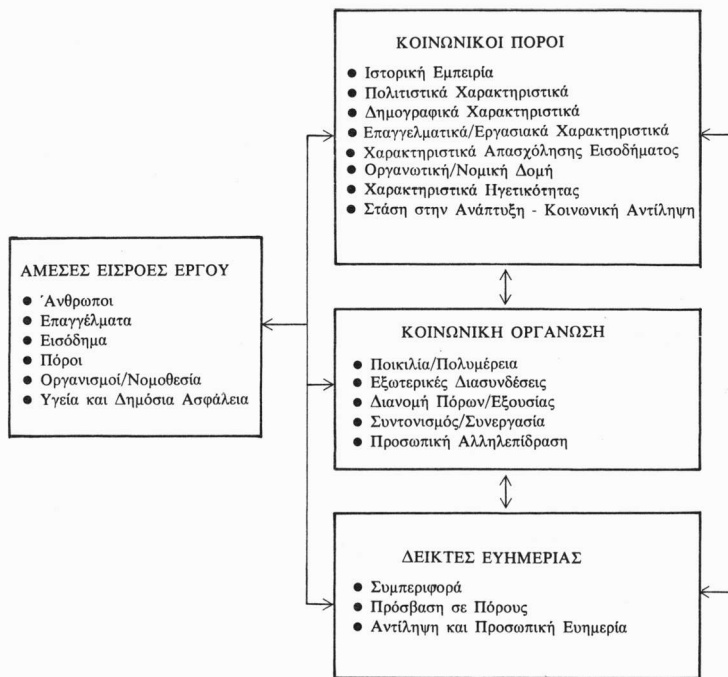 ΚΟΙΝΩΝΙΚΟΙ ΠΟΡΟΙ
● Ιστορική Εμπειρία
● Πολιτιστικά Χαρακτηριστικά
● Δημογραφικά Χαρακτηριστικά
● Επαγγελματικά/Εργασιακά Χαρακτηριστικά
● Χαρακτηριστικά Απασχόλησης Εισοδήματος
● Οργανωτική/Νομική Δομή
● Χαρακτηριστικά Ηγετικότητας
● Στάση στην Ανάπτυξη - Κοινωνική Αντίληψη
ΑΜΕΣΕΣ ΕΙΣΡΟΕΣ ΕΡΓΟΥ
● Άνθρωποι
● Επαγγέλματα
● Εισόδημα
● Πόροι
● Οργανισμοί/Νομοθεσία
● Υγεία και Δημόσια Ασφάλεια
ΚΟΙΝΩΝΙΚΗ ΟΡΓΑΝΩΣΗ
● Ποικιλία/Πολυμέρεια
● Εξωτερικές Διασυνδέσεις
● Διανομή Πόρων/Εξουσίας
● Συντονισμός/Συνεργασία
● Προσωπική Αλληλεπίδραση
ΔΕΙΚΤΕΣ ΕΥΗΜΕΡΙΑΣ
● Συμπεριφορά
● Πρόσβαση σε Πόρους
● Αντίληψη και Προσωπική Ευημερία